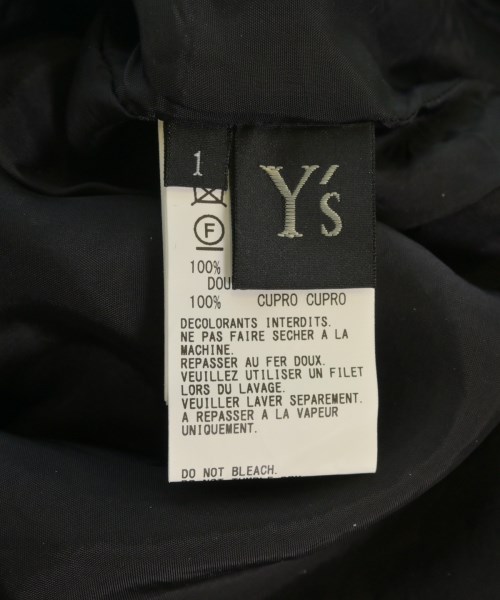 1
Y's
F
100%
DOU
100% CUPRO CUPRO
DECOLORANTS INTERDITS.
NE PAS FAIRE SECHER A LA
MACHINE.
REPASSER AU FER DOUX.
VEUILLEZ UTILISER UN FILET
LORS DU LAVAGE.
VEUILLER LAVER SEPAREMENT.
A REPASSER A LA VAPEUR
UNIQUEMENT.
DO NOT BLEACH.